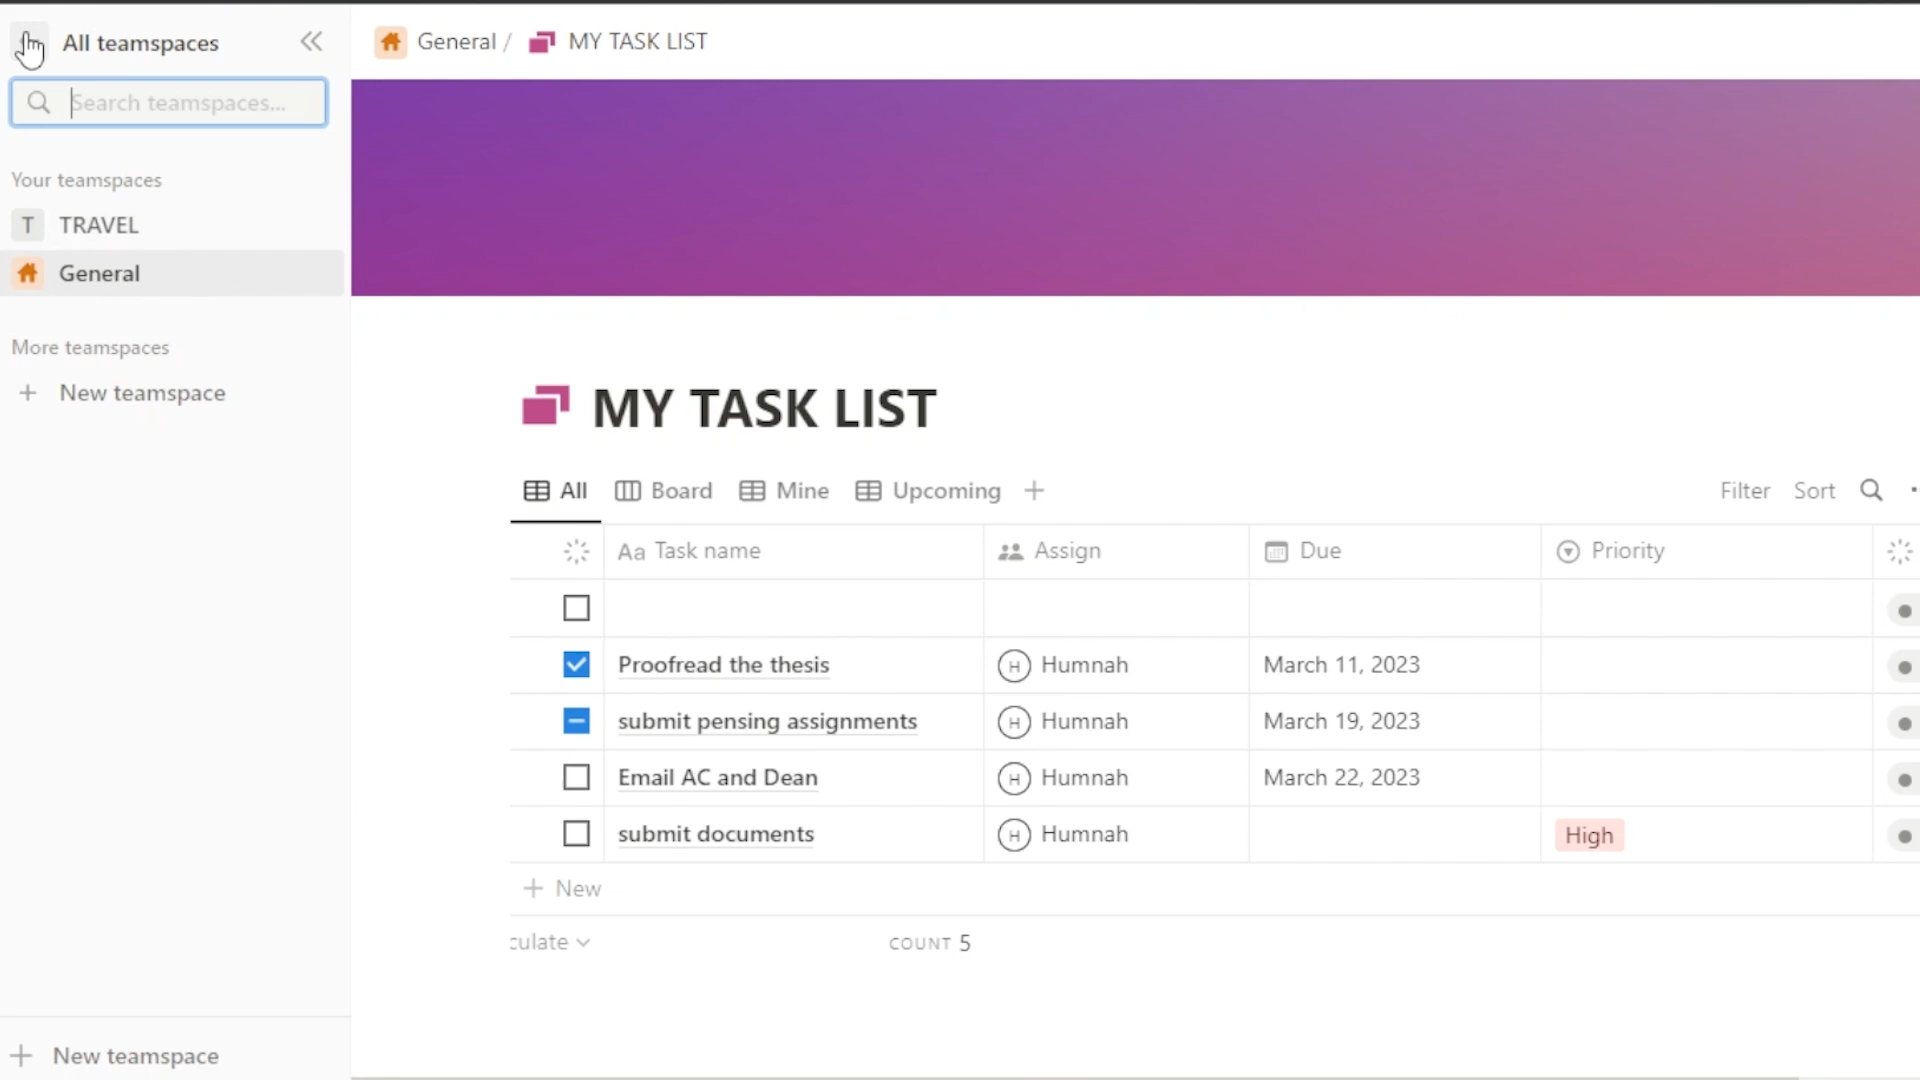 All teamspaces
Search teamspaces...
Your teamspaces
T TRAVEL
General
More teamspaces
+ New teamspace
+ New teamspace
General / MY TASK LIST
MY TASK LIST
All Board Mine Upcoming +
Filter Sort
Aa Task name Assign Due Priority
Proofread the thesis H Humnah March 11, 2023
submit pensing assignments H Humnah March 19, 2023
Email AC and Dean H Humnah March 22, 2023
submit documents H Humnah High
+ New
culate COUNT 5